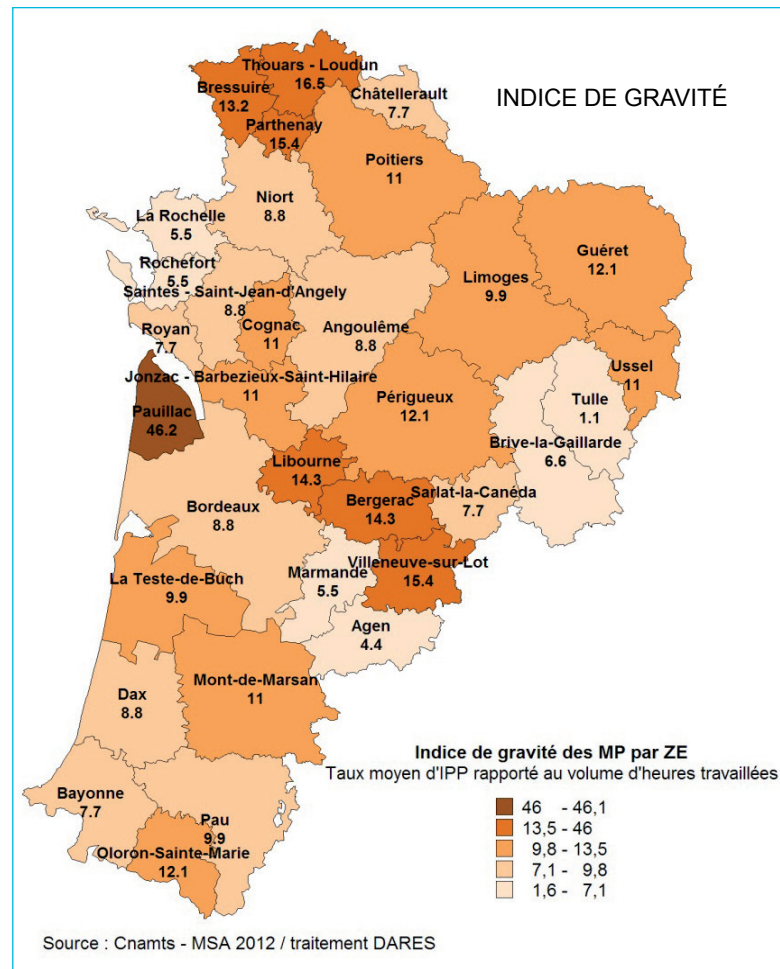 INDICE DE GRAVITÉ
Thouars - Loudun
16.5
Bressuire
13.2
Châtellerault
7.7
Parthenay
15.4
Poitiers
11
Niort
8.8
La Rochelle
5.5
Guéret
12.1
Rochefort
5.5
Limoges
9.9
Saintes - Saint-Jean-d'Angely
8.8
Cognac
11
Royan
7.7
Angoulême
8.8
Ussel
11
Jonzac - Barbezieux-Saint-Hilaire
11
Périgueux
12.1
Tulle
1.1
Pauillac
46.2
Brive-la-Gaillarde
6.6
Libourne
14.3
Bergerac
14.3
Sarlat-la-Canéda
7.7
Bordeaux
8.8
Villeneuve-sur-Lot
15.4
Marmande
5.5
La Teste-de-Buch
9.9
Agen
4.4
Mont-de-Marsan
11
Dax
8.8
Bayonne
7.7
Pau
9.9
Oloron-Sainte-Marie
12.1
Indice de gravité des MP par ZE
Taux moyen d'IPP rapporté au volume d'heures travaillées
46 - 46,1
13,5 - 46
9,8 - 13,5
7,1 - 9,8
1,6 - 7,1
Source : Cnamts - MSA 2012 / traitement DARES